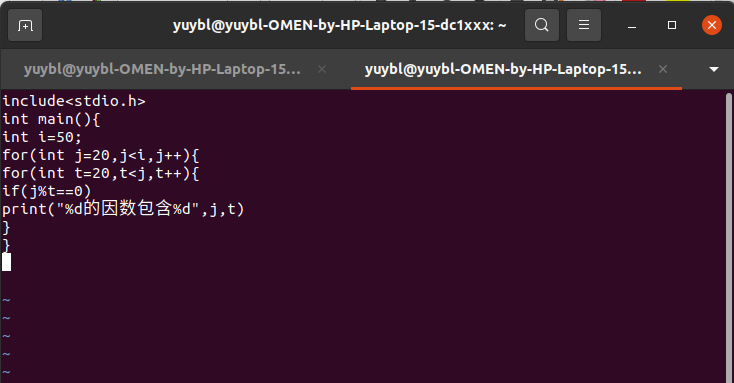 yuybl@yuybl-OMEN-by-HP-Laptop-15-dc1xxx: ~
yuybl@yuybl-OMEN-by-HP-Laptop-15...
yuybl@yuybl-OMEN-by-HP-Laptop-15...
include<stdio.h>
int main(){
int i=50;
for(int j=20,j<i,j++){
for(int t=20,t<j,t++){
if(j%t==0)
print("%d的因数包含%d",j,t)
}
}
~
~
~
~
~